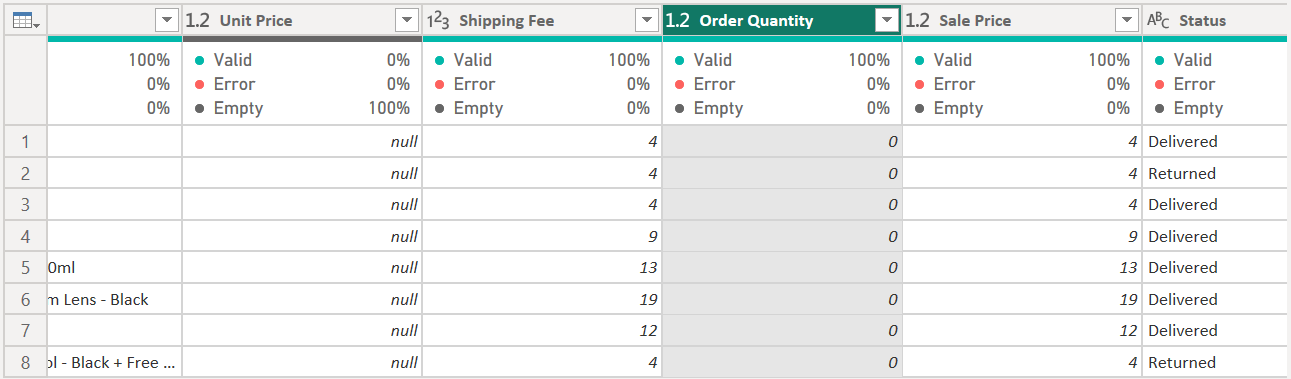 1.2 Unit Price 1²3 Shipping Fee 1.2 Order Quantity 1.2 Sale Price ABC Status
100% Valid 0% Valid 100% Valid 100% Valid 100% Valid
0% Error 0% Error 0% Error 0% Error 0% Error
0% Empty 100% Empty 0% Empty 0% Empty 0% Empty
1 null 4 0 4 Delivered
2 null 4 0 4 Returned
3 null 4 0 4 Delivered
4 null 9 0 9 Delivered
5 0ml null 13 0 13 Delivered
6 m Lens - Black null 19 0 19 Delivered
7 null 12 0 12 Delivered
8 ol - Black + Free ... null 4 0 4 Returned